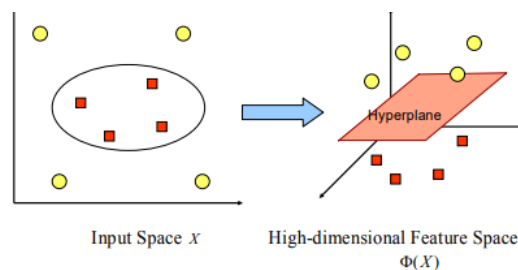 Hyperplane
Input Space X
High-dimensional Feature Space
Φ(X)